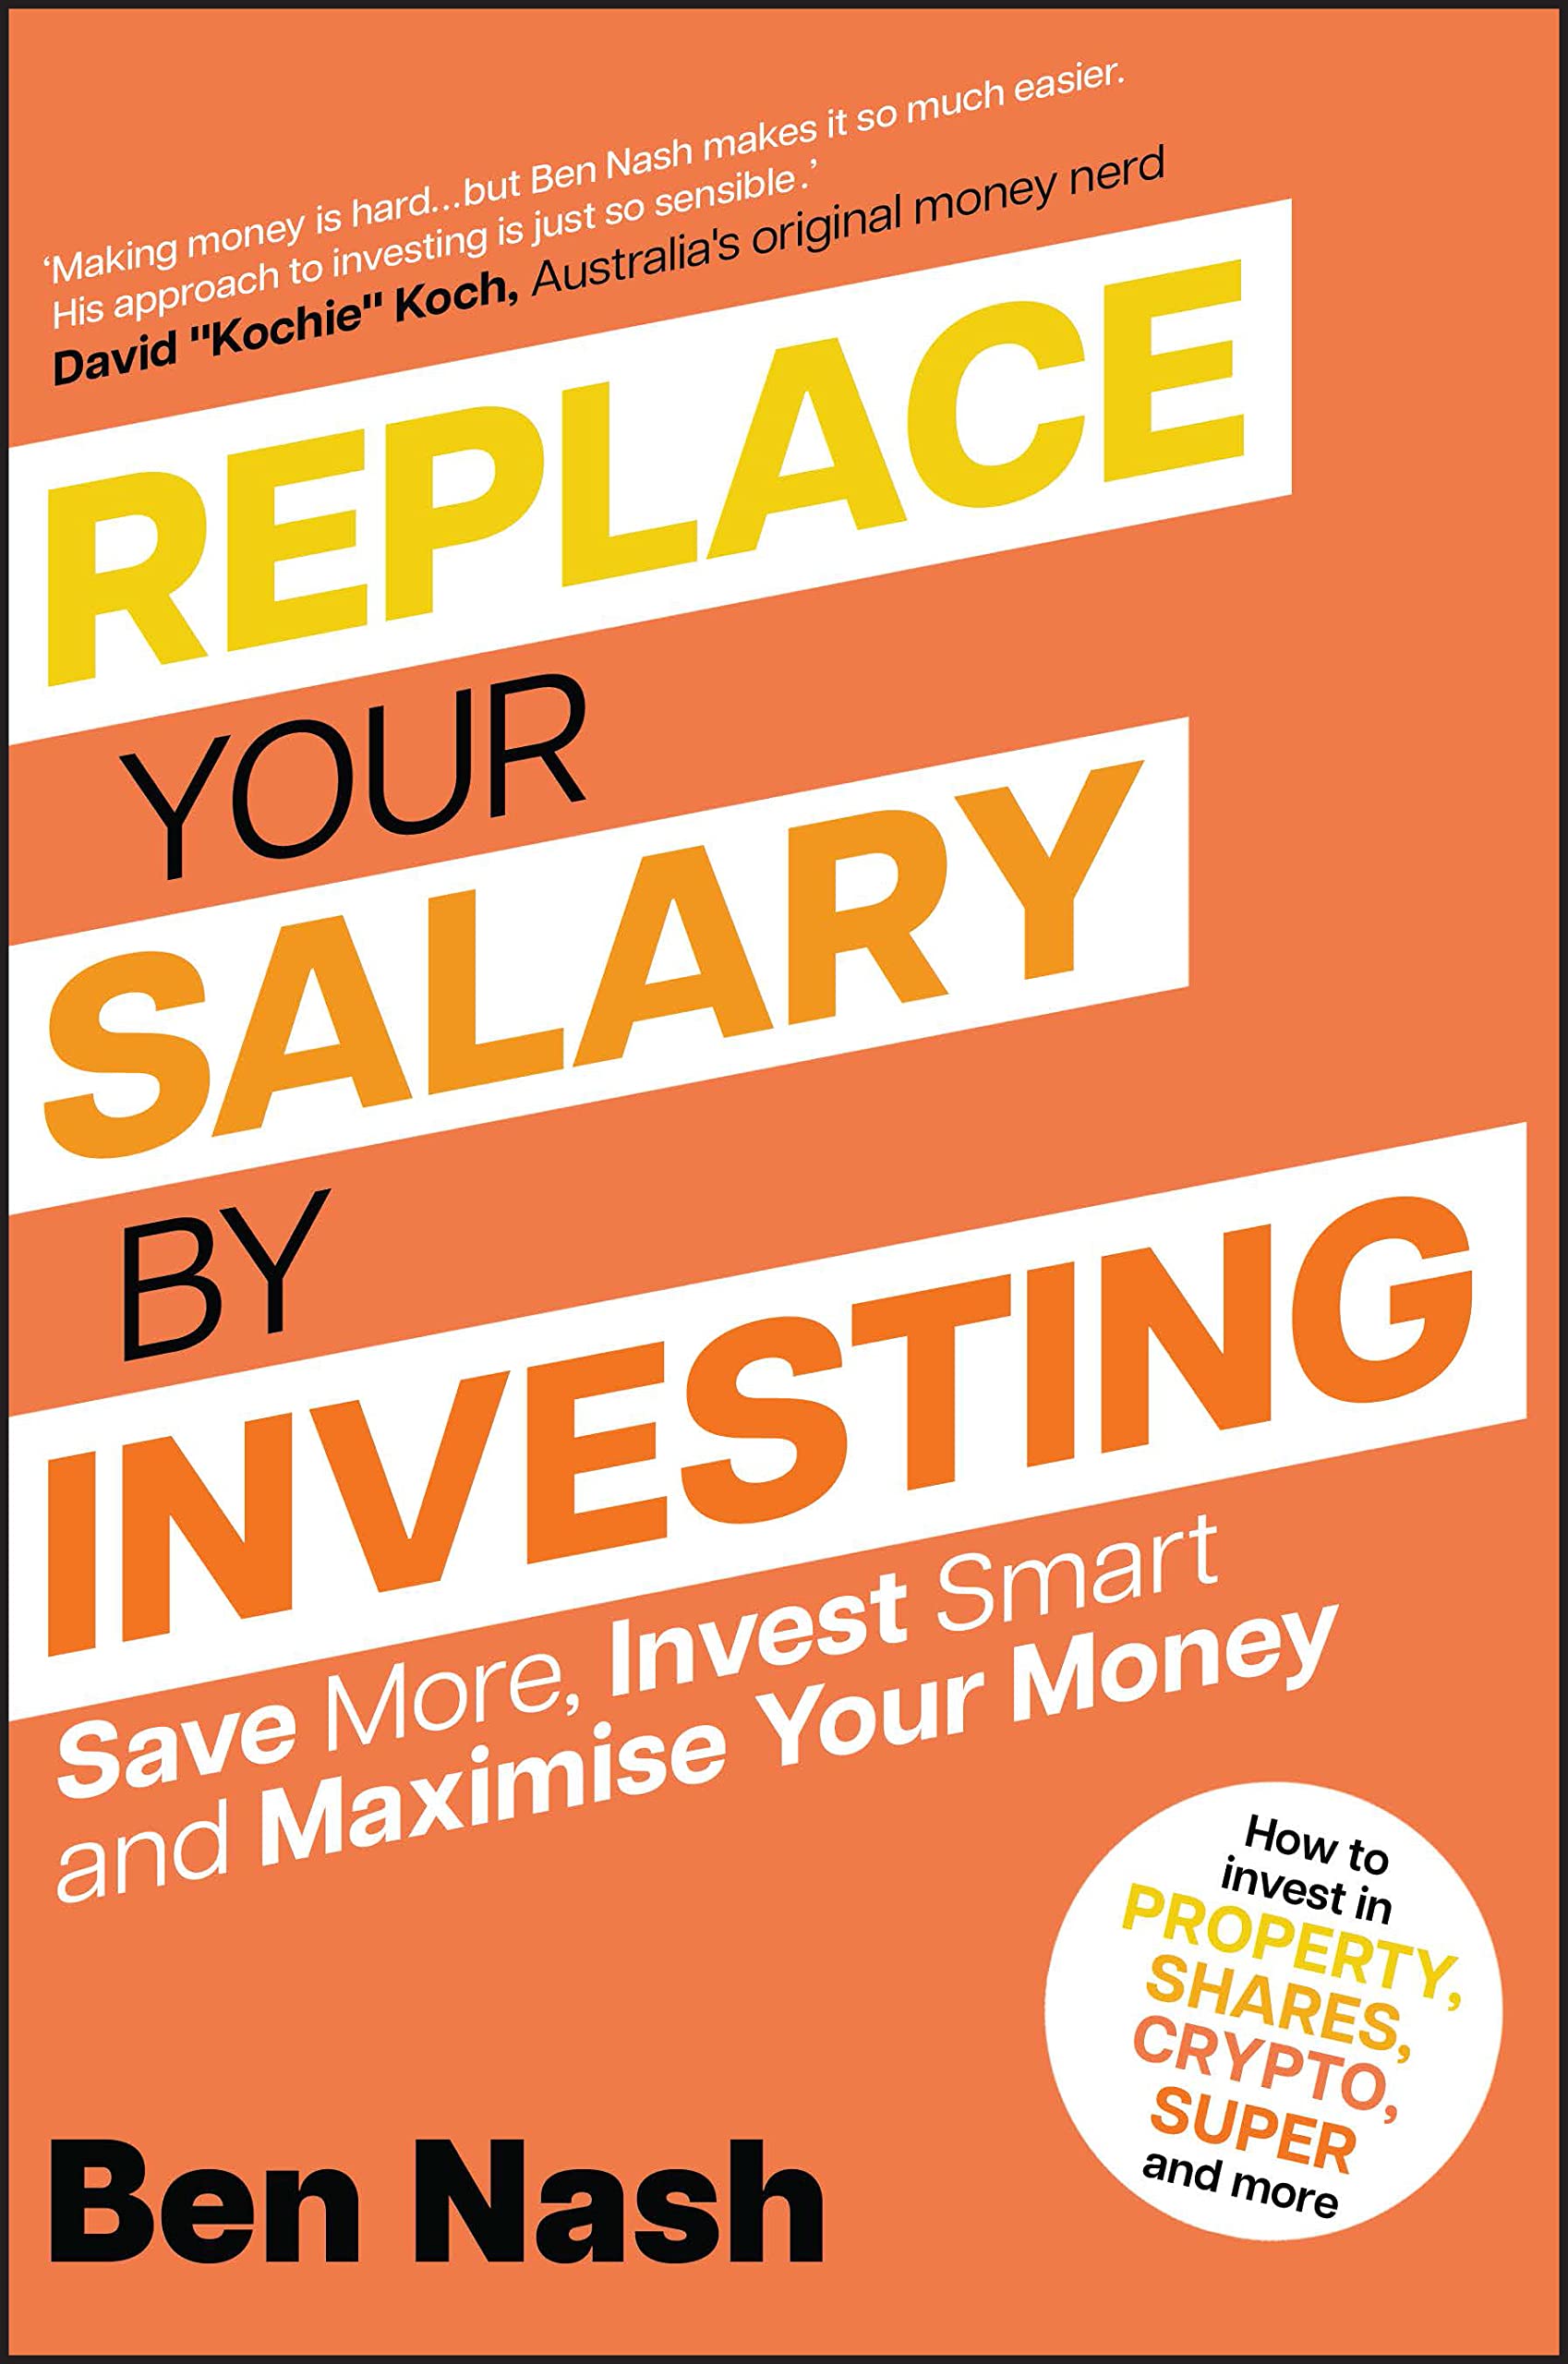 ‘Making money is hard...but Ben Nash makes it so much easier.
His approach to investing is just so sensible.’
David "Kochie" Koch, Australia's original money nerd
REPLACE
YOUR
SALARY
BY
INVESTING
Save More, Invest Smart
and Maximise Your Money
How to
invest in
PROPERTY,
SHARES,
CRYPTO,
SUPER
and more
Ben Nash